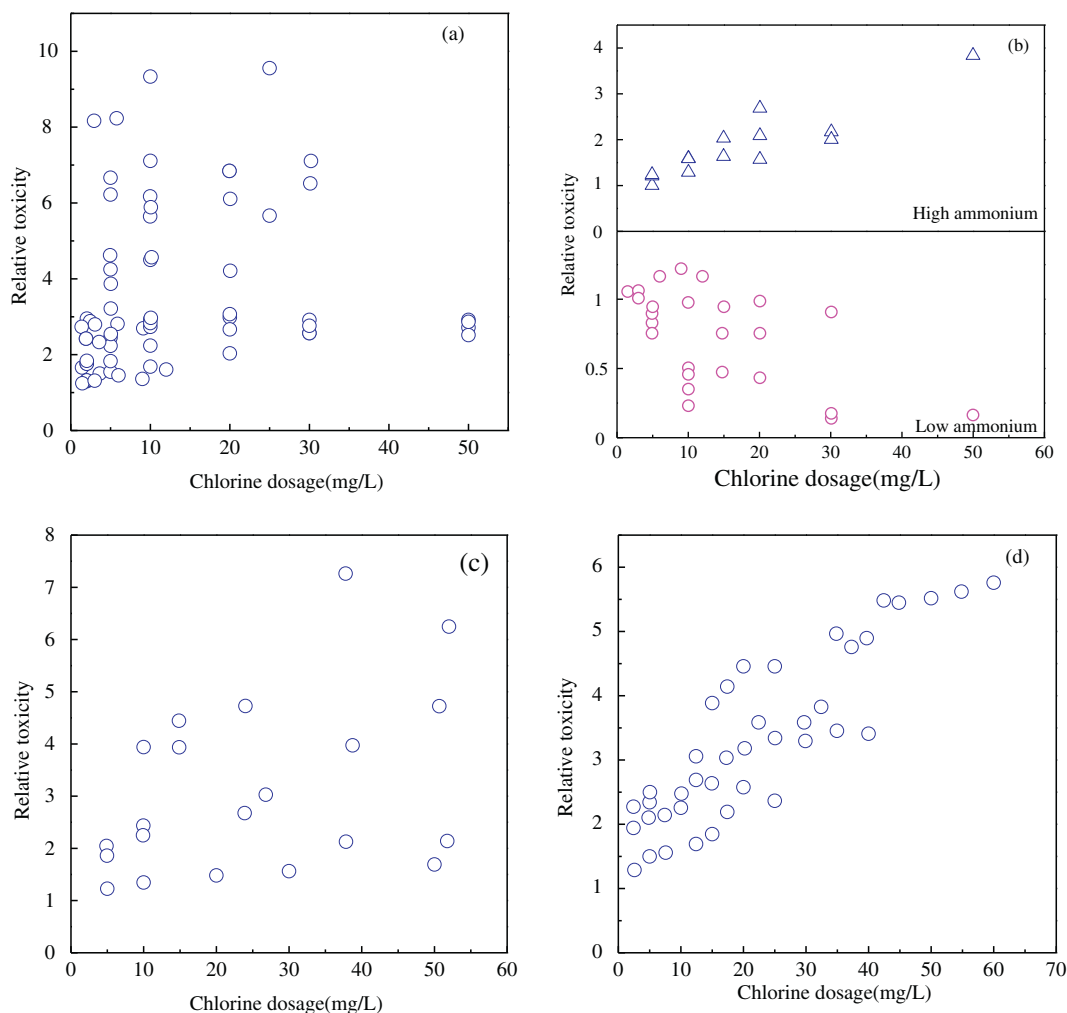 (a)
10
8
6
4
2
0
Relative toxicity
0 10 20 30 40 50
Chlorine dosage(mg/L)
(b)
4
3
2
1
0
High ammonium
Relative toxicity
1
0.5
0
Low ammonium
0 10 20 30 40 50 60
Chlorine dosage(mg/L)
(c)
8
7
6
5
4
3
2
1
0
Relative toxicity
0 10 20 30 40 50 60
Chlorine dosage(mg/L)
(d)
6
5
4
3
2
1
0
Relative toxicity
0 10 20 30 40 50 60 70
Chlorine dosage(mg/L)